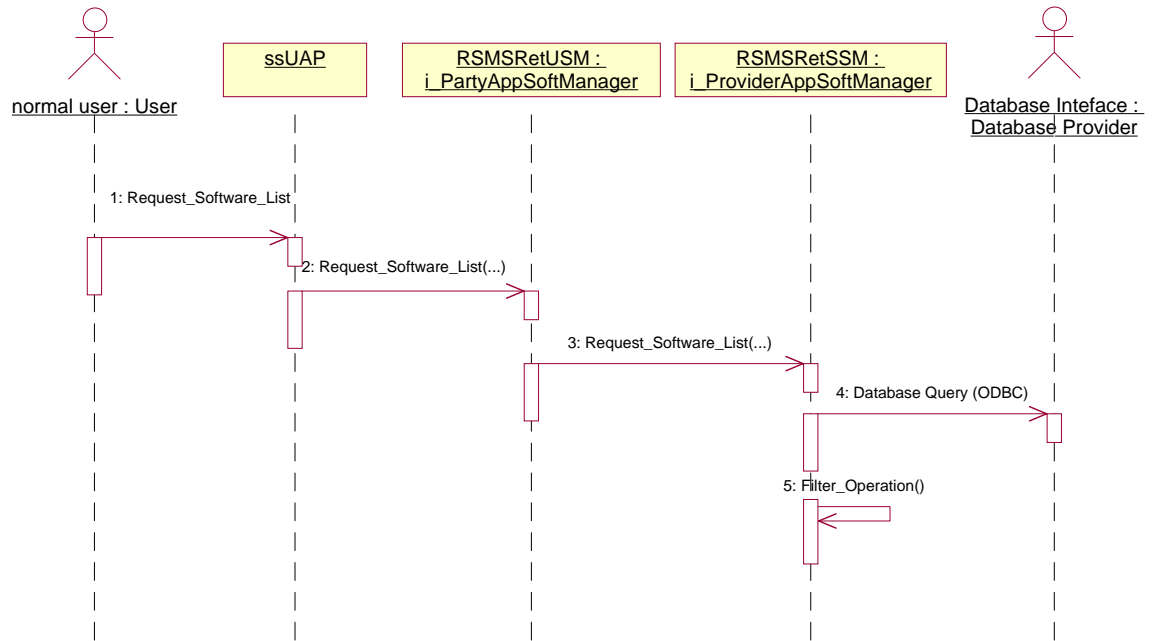 ssUAP
RSMSRetUSM :
i_PartyAppSoftManager
RSMSRetSSM :
i_ProviderAppSoftManager
normal user : User
Database Inteface :
Database Provider
1: Request_Software_List
2: Request_Software_List(...)
3: Request_Software_List(...)
4: Database Query (ODBC)
5: Filter_Operation()